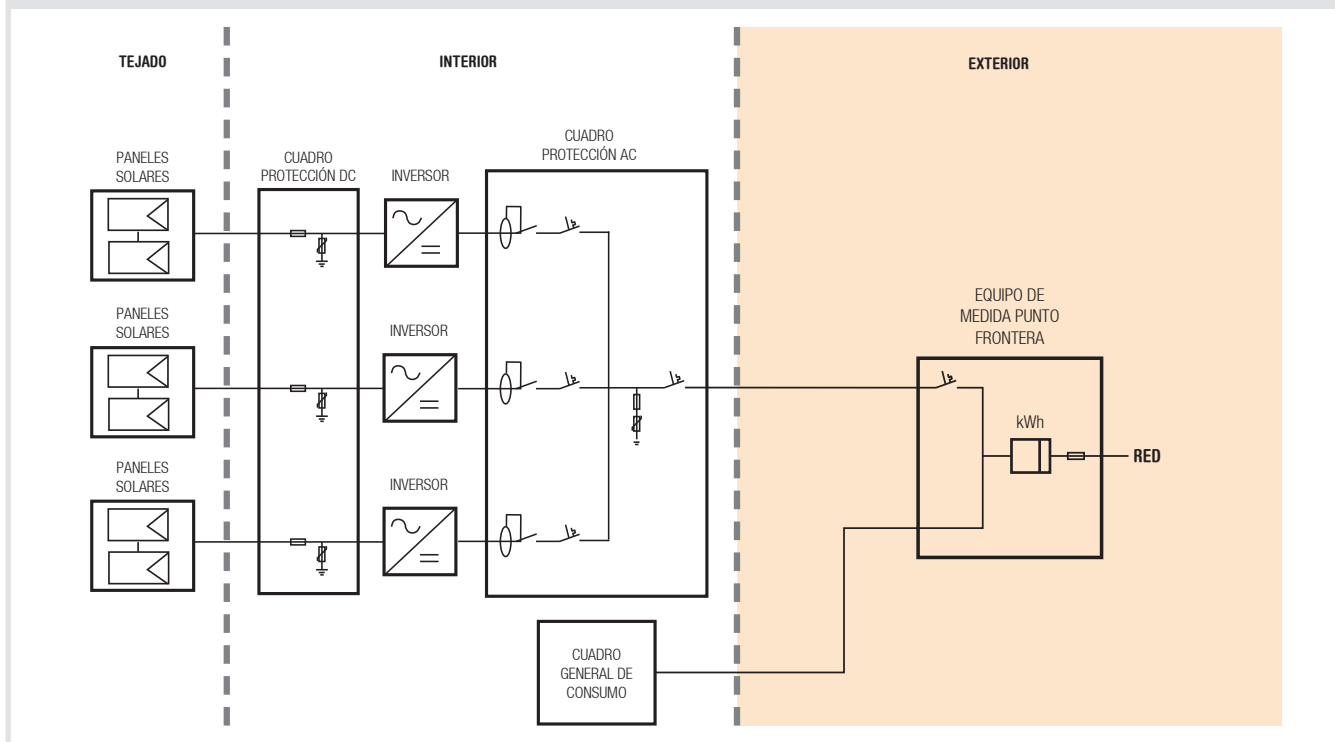 TEJADO
INTERIOR
EXTERIOR
CUADRO
PROTECCIÓN AC
PANELES
SOLARES
CUADRO
PROTECCIÓN DC
INVERSOR
EQUIPO DE
MEDIDA PUNTO
FRONTERA
PANELES
SOLARES
INVERSOR
kWh
RED
PANELES
SOLARES
INVERSOR
CUADRO
GENERAL DE
CONSUMO